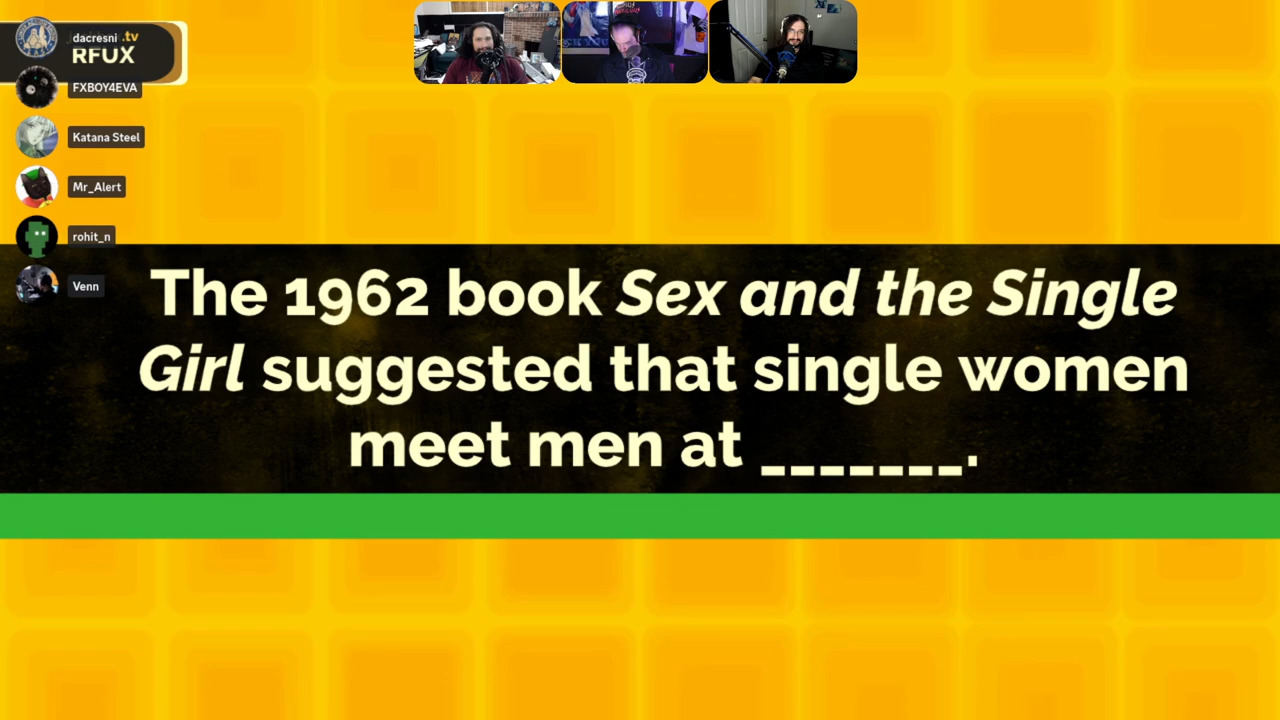 dacresni.tv
RFUX
FXBOY4EVA
Katana Steel
Mr_Alert
rohit_n
Venn
The 1962 book Sex and the Single
Girl suggested that single women
meet men at _______.